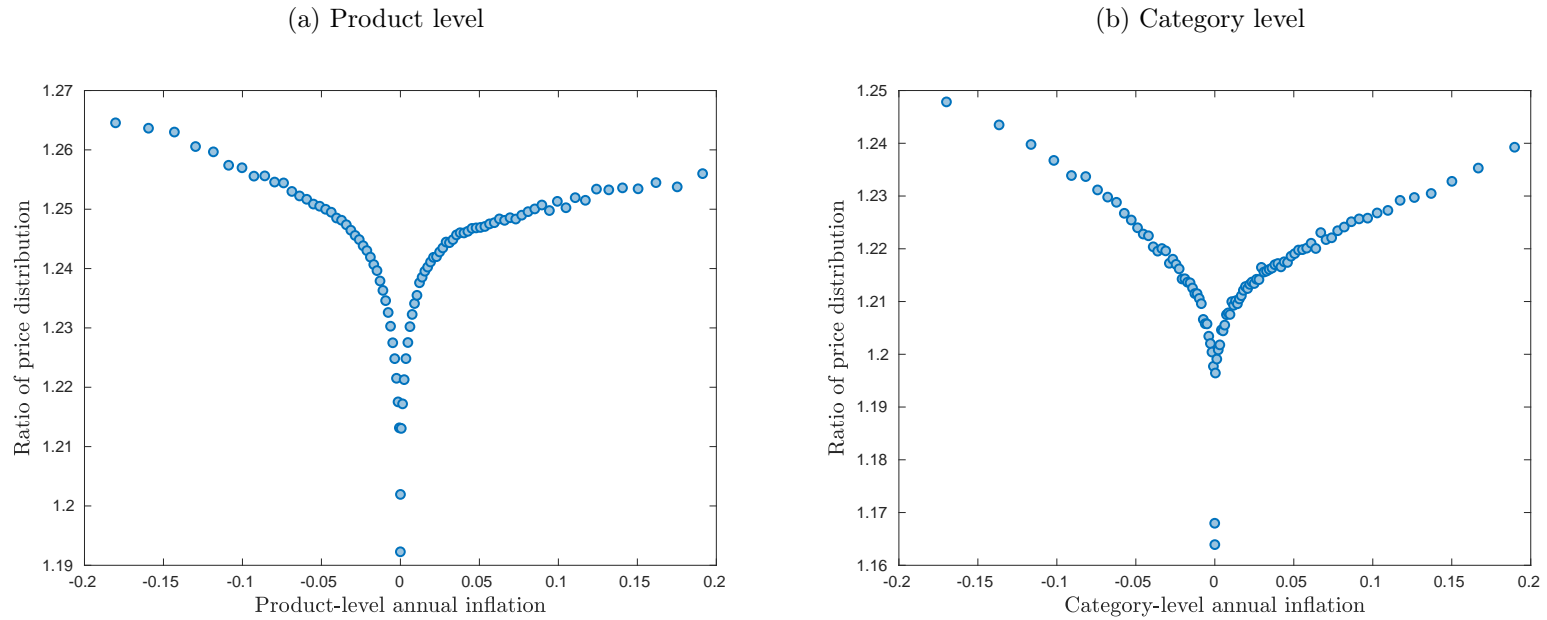 (a) Product level
(b) Category level
1.27
1.26
1.25
1.24
1.23
1.22
1.21
1.2
1.19
Ratio of price distribution
-0.2 -0.15 -0.1 -0.05 0 0.05 0.1 0.15 0.2
Product-level annual inflation
1.25
1.24
1.23
1.22
1.21
1.2
1.19
1.18
1.17
1.16
Ratio of price distribution
-0.2 -0.15 -0.1 -0.05 0 0.05 0.1 0.15 0.2
Category-level annual inflation